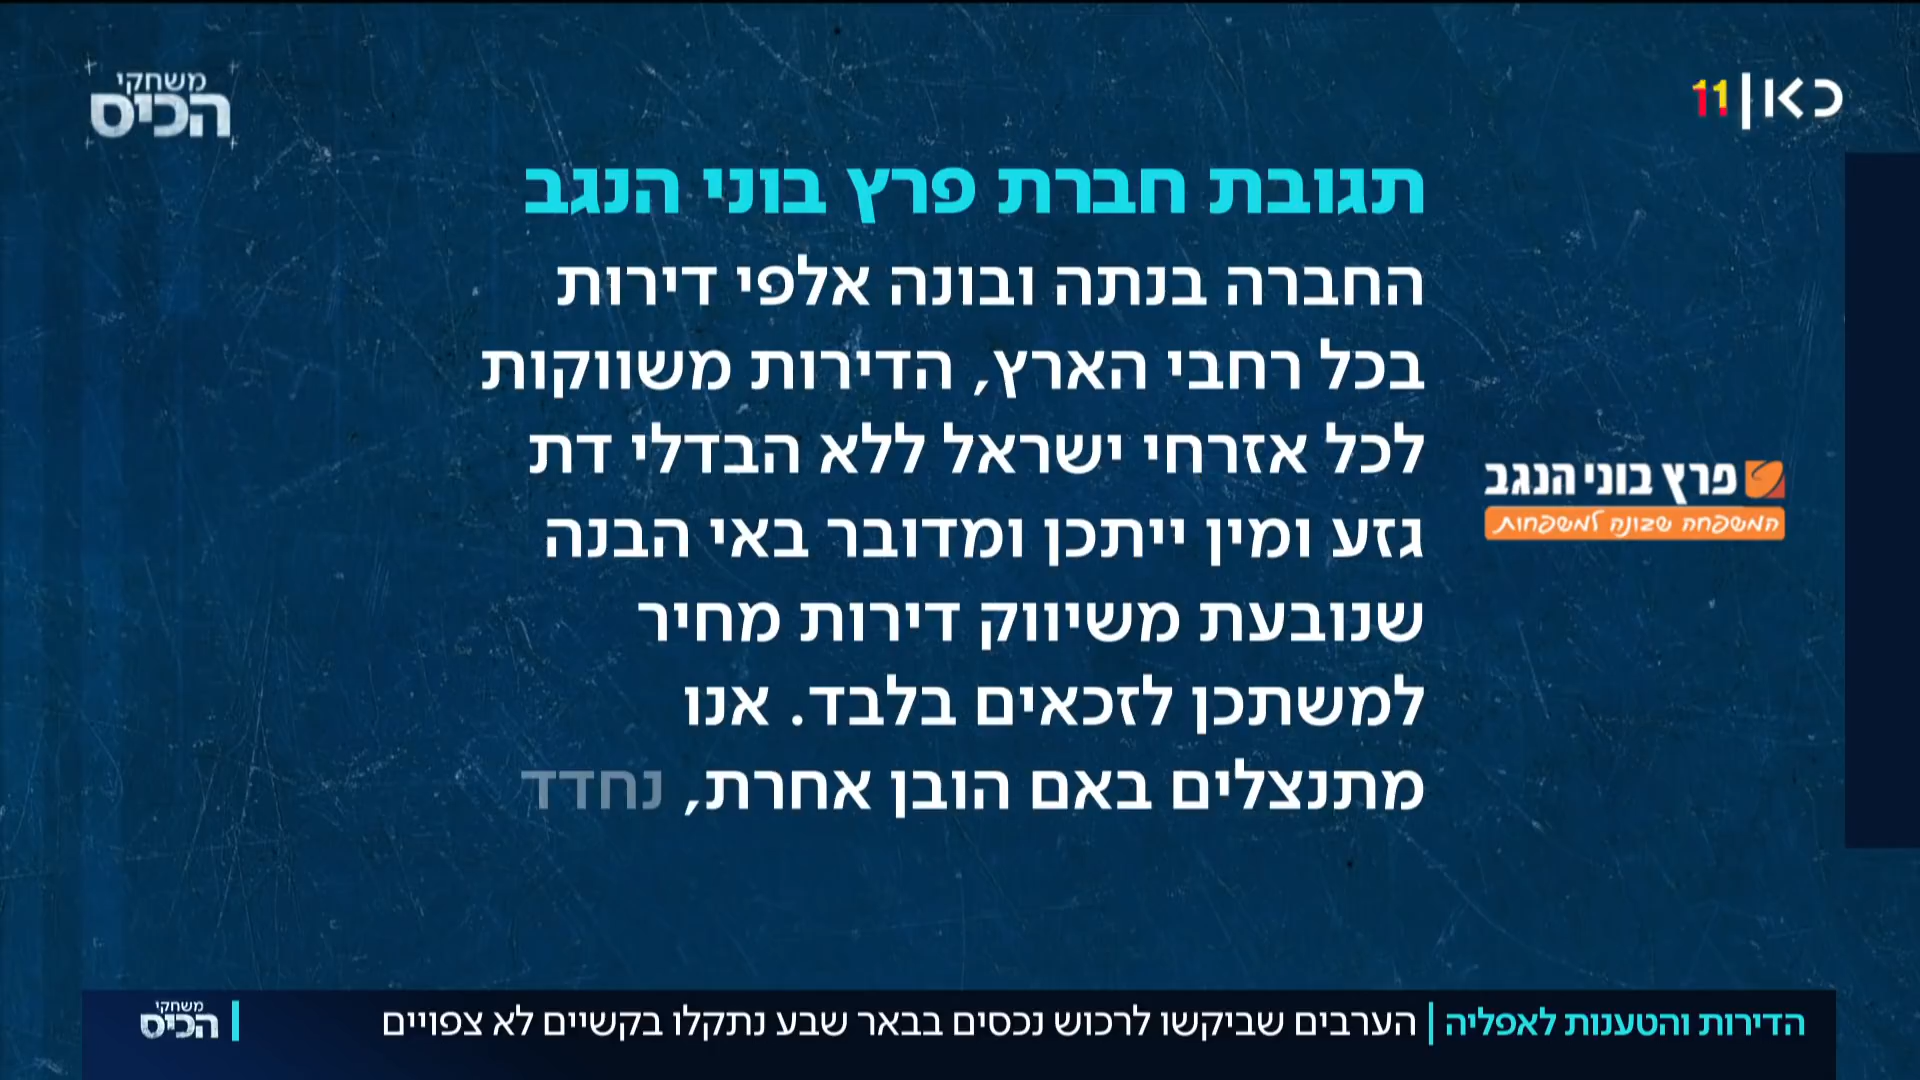 משחקי
הכיס
כאן 11
תגובת חברת פרץ בוני הנגב
החברה בנתה ובונה אלפי דירות
בכל רחבי הארץ, הדירות משווקות
לכל אזרחי ישראל ללא הבדלי דת
גזע ומין ייתכן ומדובר באי הבנה
שנובעת משיווק דירות מחיר
למשתכן לזכאים בלבד. אנו
מתנצלים באם הובן אחרת, נחדד
פרץ בוני הנגב
המשפחה שבונה למשפחות
הדירות והטענות לאפליה | הערבים שביקשו לרכוש נכסים בבאר שבע נתקלו בקשיים לא צפויים
משחקי
הכיס